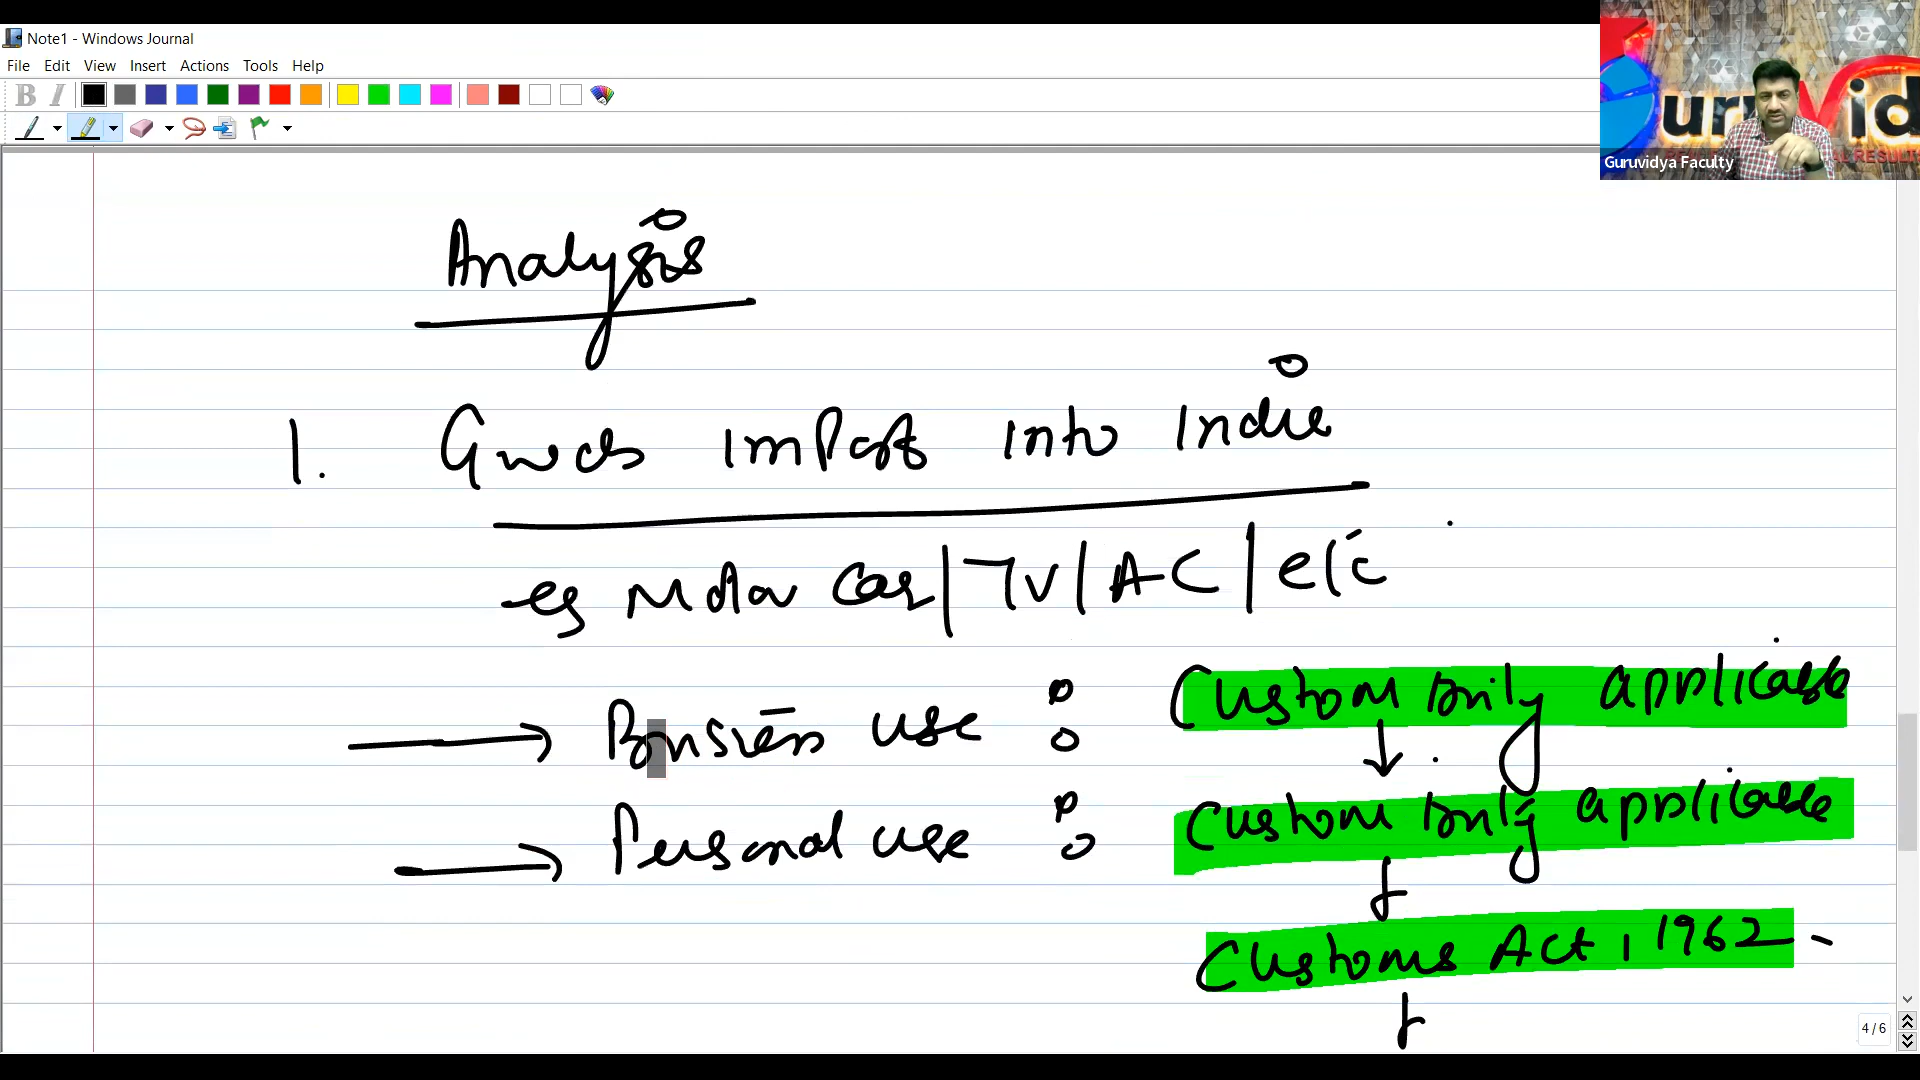 Note1 - Windows Journal
File Edit View Insert Actions Tools Help
B I
Guruvidya Faculty
Analysis
1. Goods Import into India
eg Motor Car | TV | AC | etc
→ Business use : Custom Duty applicable
→ Personal use : Custom Duty applicable
Customs Act, 1962 -
4 / 6